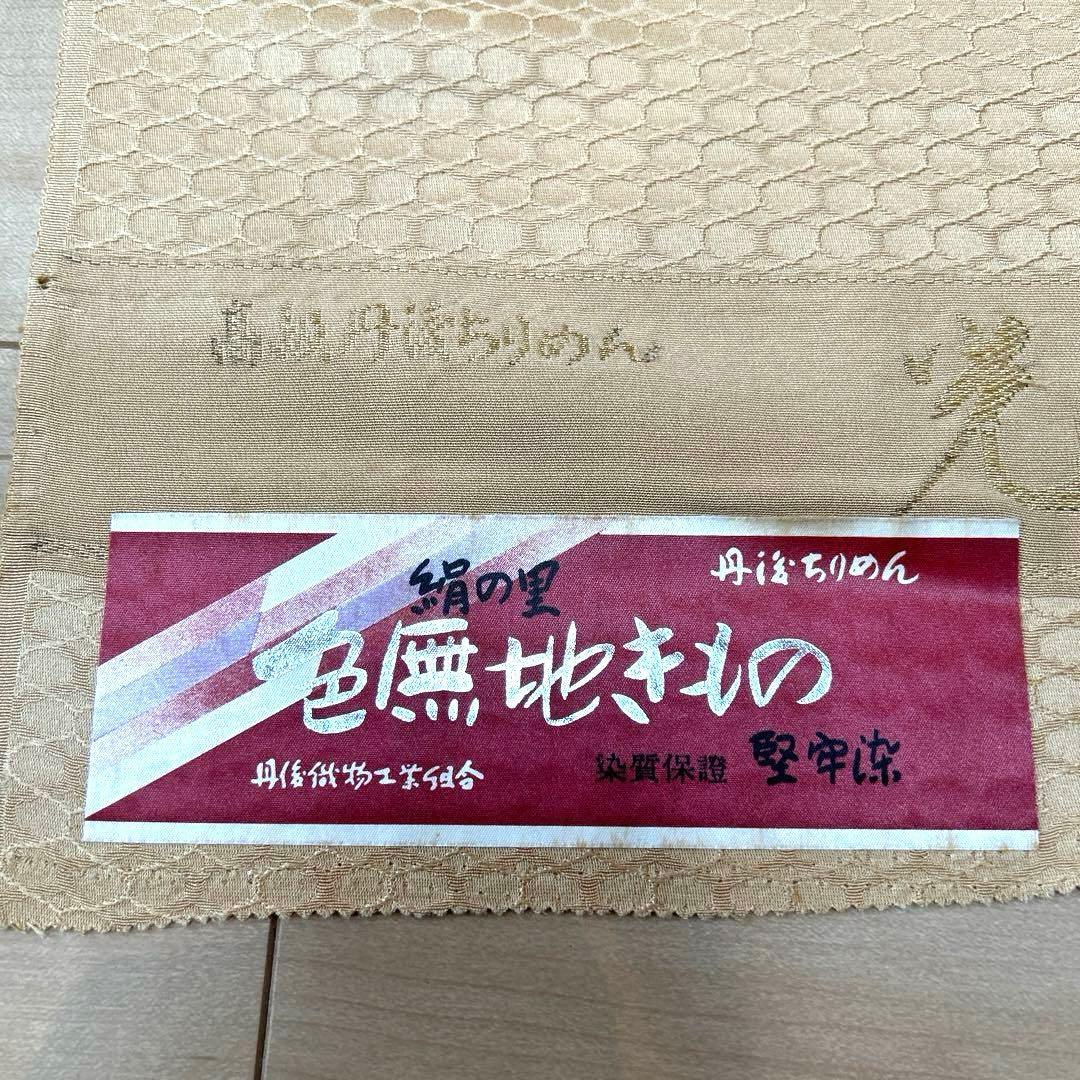 高級丹後ちりめん
丹後ちりめん
絹の里
色無地きもの
染質保證 堅牢染
丹後織物工業組合